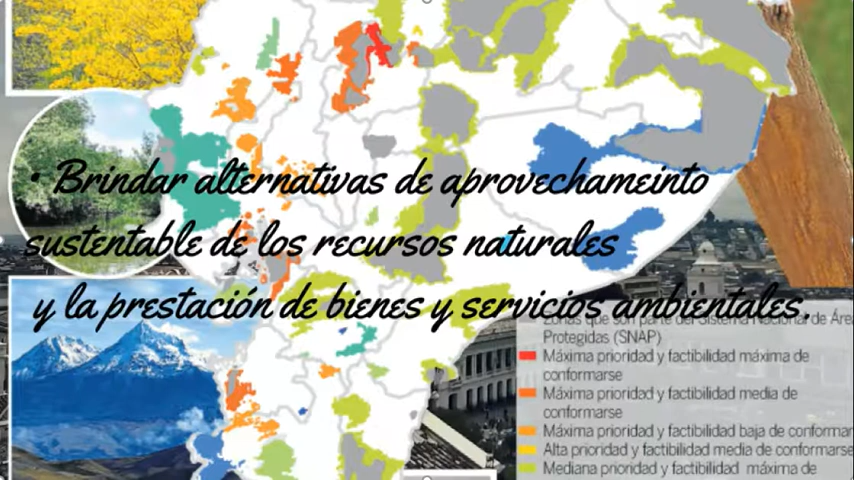 • Brindar alternativas de aprovechameinto
sustentable de los recursos naturales
y la prestación de bienes y servicios ambientales.
Zonas que son parte del Sistema Nacional de Área
Protegidas (SNAP)
Máxima prioridad y factibilidad máxima de
conformarse
Máxima prioridad y factibilidad media de
conformarse
Máxima prioridad y factibilidad baja de conformar
Alta prioridad y factibilidad media de conformarse
Mediana prioridad y factibilidad máxima de